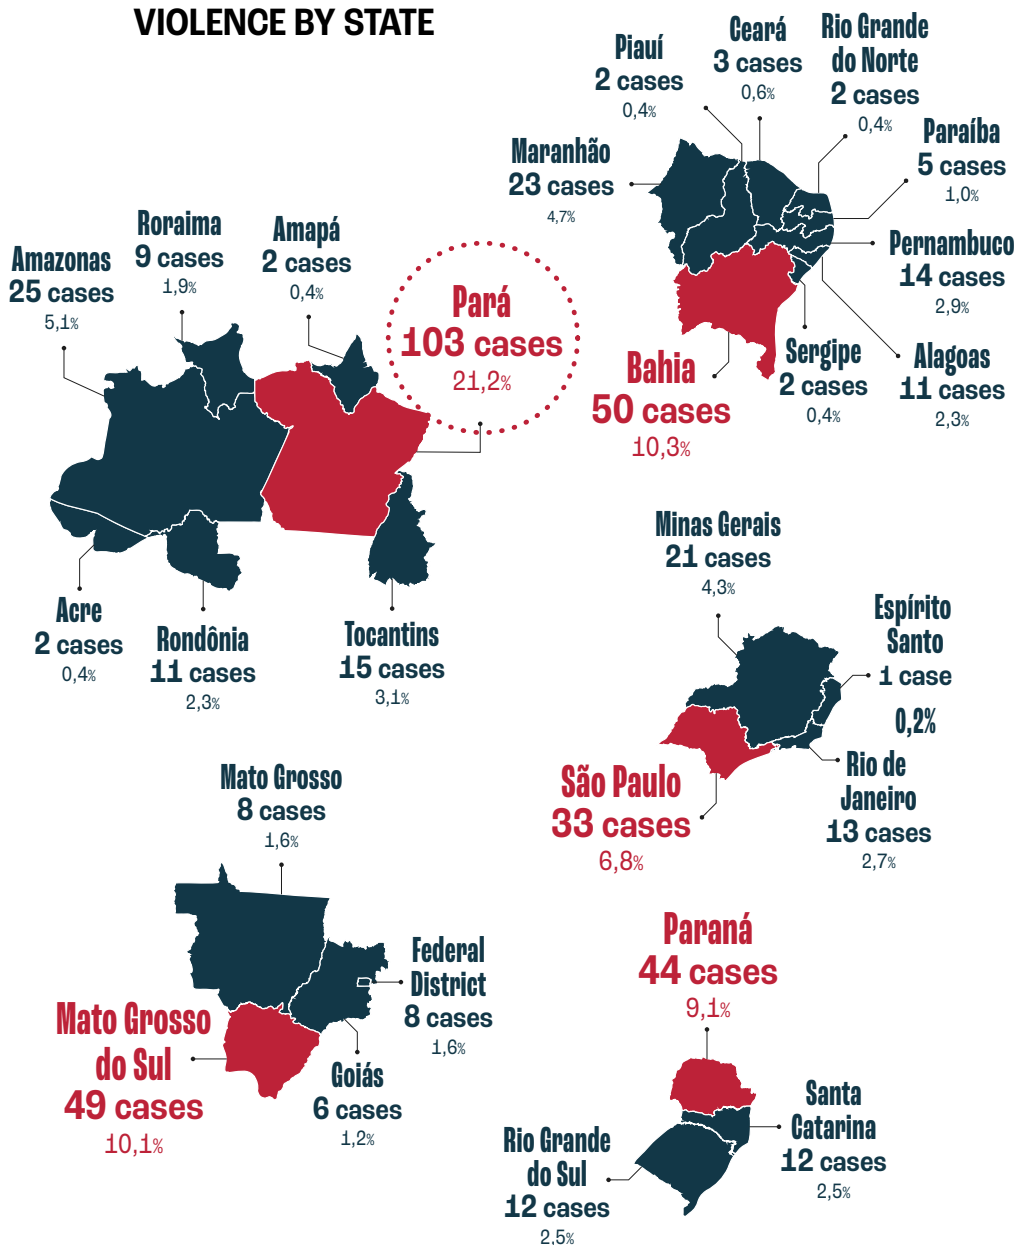 VIOLENCE BY STATE
Piauí
2 cases
0,4%
Ceará
3 cases
0,6%
Rio Grande
do Norte
2 cases
0,4%
Paraíba
5 cases
1,0%
Maranhão
23 cases
4,7%
Pernambuco
14 cases
2,9%
Alagoas
11 cases
2,3%
Sergipe
2 cases
0,4%
Bahia
50 cases
10,3%
Amazonas
25 cases
5,1%
Roraima
9 cases
1,9%
Amapá
2 cases
0,4%
Pará
103 cases
21,2%
Acre
2 cases
0,4%
Rondônia
11 cases
2,3%
Tocantins
15 cases
3,1%
Minas Gerais
21 cases
4,3%
Espírito
Santo
1 case
0,2%
Rio de
Janeiro
13 cases
2,7%
São Paulo
33 cases
6,8%
Mato Grosso
8 cases
1,6%
Federal
District
8 cases
1,6%
Goiás
6 cases
1,2%
Mato Grosso
do Sul
49 cases
10,1%
Paraná
44 cases
9,1%
Santa
Catarina
12 cases
2,5%
Rio Grande
do Sul
12 cases
2,5%